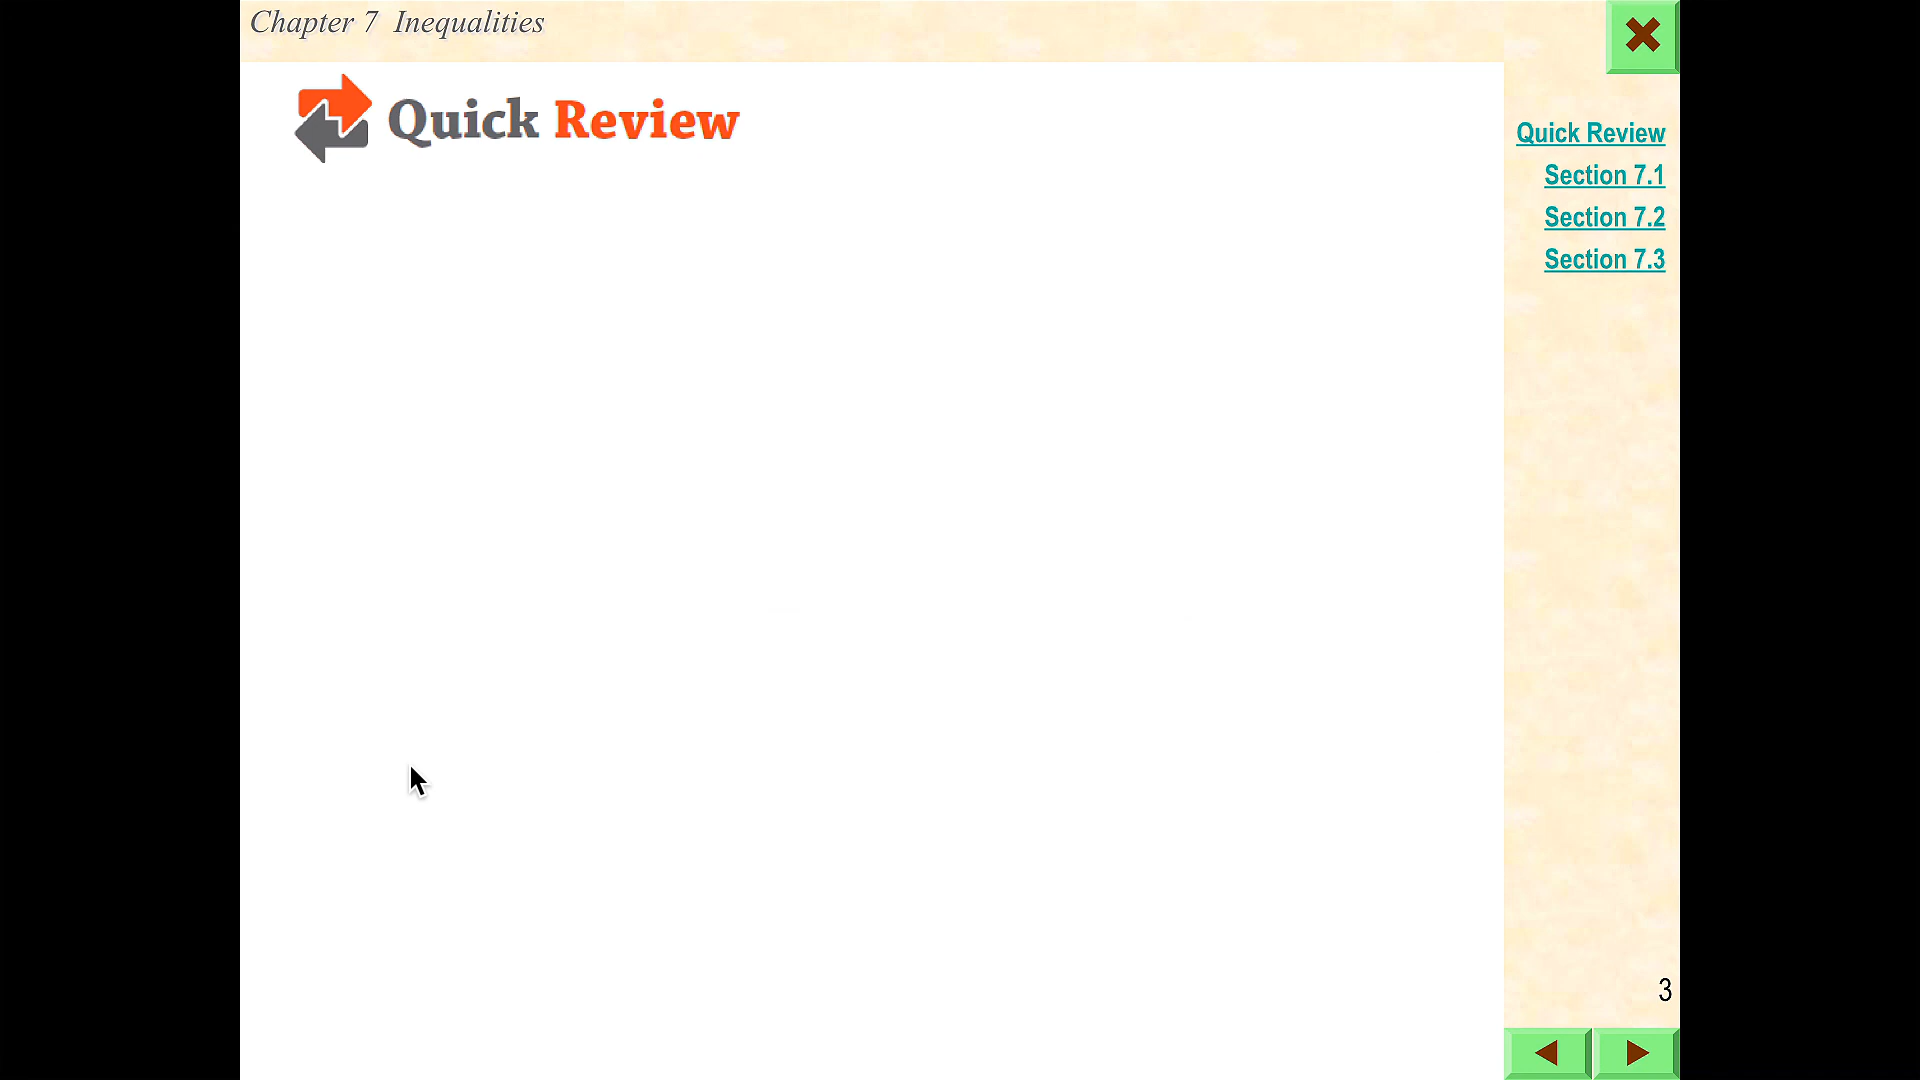 Chapter 7  Inequalities
Quick Review
Quick Review
Section 7.1
Section 7.2
Section 7.3
3